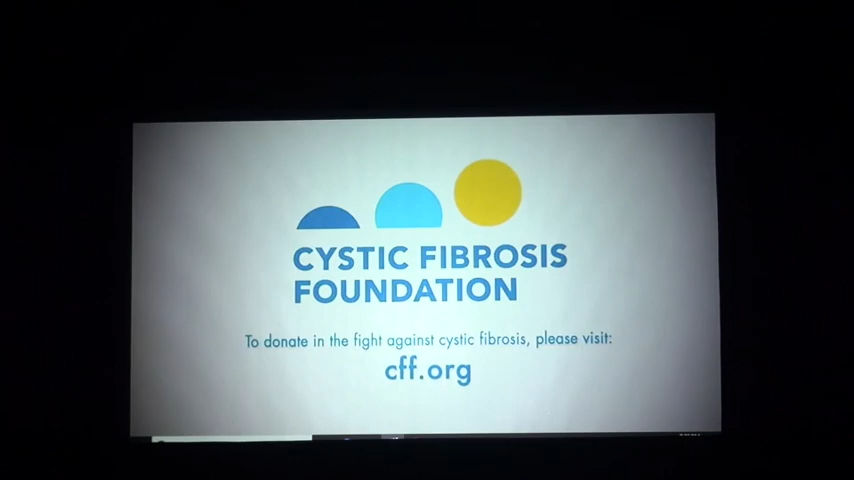 CYSTIC FIBROSIS
FOUNDATION
To donate in the fight against cystic fibrosis, please visit:
cff.org